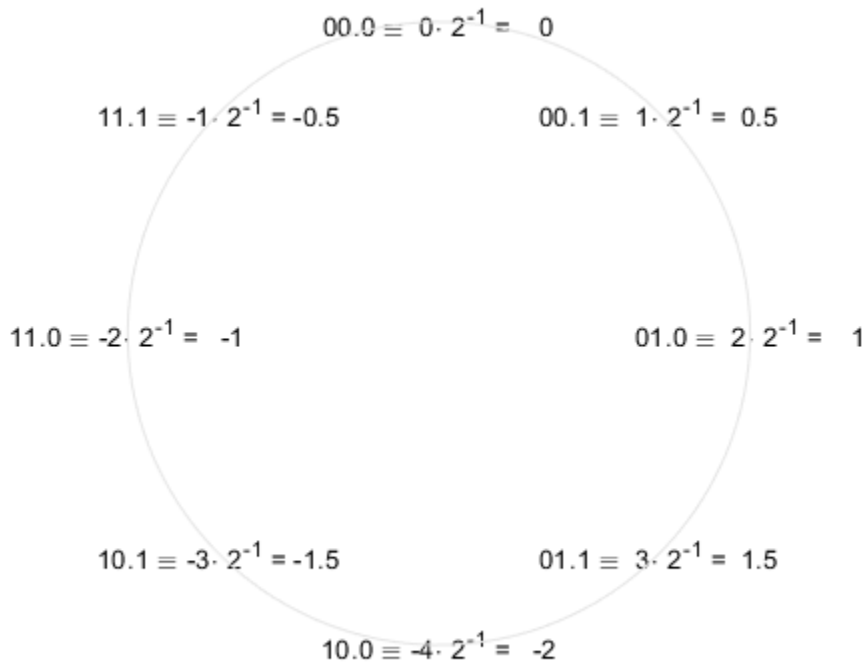 00.0 ≡ 0· 2⁻¹ = 0
11.1 ≡ -1· 2⁻¹ = -0.5
00.1 ≡ 1· 2⁻¹ = 0.5
11.0 ≡ -2· 2⁻¹ = -1
01.0 ≡ 2· 2⁻¹ = 1
10.1 ≡ -3· 2⁻¹ = -1.5
01.1 ≡ 3· 2⁻¹ = 1.5
10.0 ≡ -4· 2⁻¹ = -2